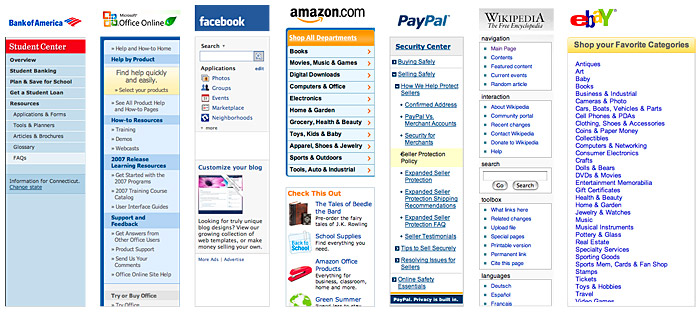 Bank of America
Student Center
Overview
Student Banking
Plan & Save for School
Get a Student Loan
Resources
Applications & Forms
Tools & Planners
Articles & Brochures
Glossary
FAQs
Information for Connecticut.
Change state
Microsoft
Office Online
» Help and How-to Home
Help by Product
Find help quickly
and easily.
» Select your products
» See All Product Help
and How-to Pages
How-to Resources
» Training
» Demos
» Webcasts
2007 Release
Learning Resources
» Get Started with the
2007 Programs
» 2007 Training Course
Catalog
» User Interface Guides
Support and
Feedback
» Get Answers from
Other Office Users
» Product Support
» Send Us Your
Comments
» Office Online Site Help
Try or Buy Office
» Try Office
facebook
Search
Applications edit
Photos
Groups
Events
Marketplace
Neighborhoods
more
Customize your blog
Looking for truly unique
blog designs? View our
growing collection of
web templates, or make
something your own.
More Ads | Advertise
amazon.com
Shop All Departments
Books
Movies, Music & Games
Digital Downloads
Computers & Office
Electronics
Home & Garden
Grocery, Health & Beauty
Toys, Kids & Baby
Apparel, Shoes & Jewelry
Sports & Outdoors
Tools, Auto & Industrial
Check This Out
The Tales of Beedle
the Bard
Pre-order the fairy
tales of J.K. Rowling
School Supplies
Find everything you
need.
Amazon Office
Products
Everything for
business, classroom,
home and more.
Green Summer
PayPal
Security Center
Buying Safely
Selling Safely
How We Help Protect
Sellers
Confirmed Address
PayPal Vs.
Merchant Accounts
Security for
Merchants
Seller Protection
Policy
Expanded Seller
Protection
Expanded Seller
Protection Shipping
Recommendations
Expanded Seller
Protection FAQ
Seller Testimonials
Tips to Sell Securely
Resolving Issues for
Sellers
Online Safety
Essentials
PayPal. Privacy is built in.
WIKIPEDIA
The Free Encyclopedia
navigation
Main Page
Contents
Featured content
Current events
Random article
interaction
About Wikipedia
Community portal
Recent changes
Contact Wikipedia
Donate to Wikipedia
Help
search
Go Search
toolbox
What links here
Related changes
Upload file
Special pages
Printable version
Permanent link
Cite this page
languages
Deutsch
Español
Français
ebY
Shop your Favorite Categories
Antiques
Art
Baby
Books
Business & Industrial
Cameras & Photo
Cars, Boats, Vehicles & Parts
Cell Phones & PDAs
Clothing, Shoes & Accessories
Coins & Paper Money
Collectibles
Computers & Networking
Consumer Electronics
Crafts
Dolls & Bears
DVDs & Movies
Entertainment Memorabilia
Gift Certificates
Health & Beauty
Home & Garden
Jewelry & Watches
Music
Musical Instruments
Pottery & Glass
Real Estate
Specialty Services
Sporting Goods
Sports Mem, Cards & Fan Shop
Stamps
Tickets
Toys & Hobbies
Travel
Video Games